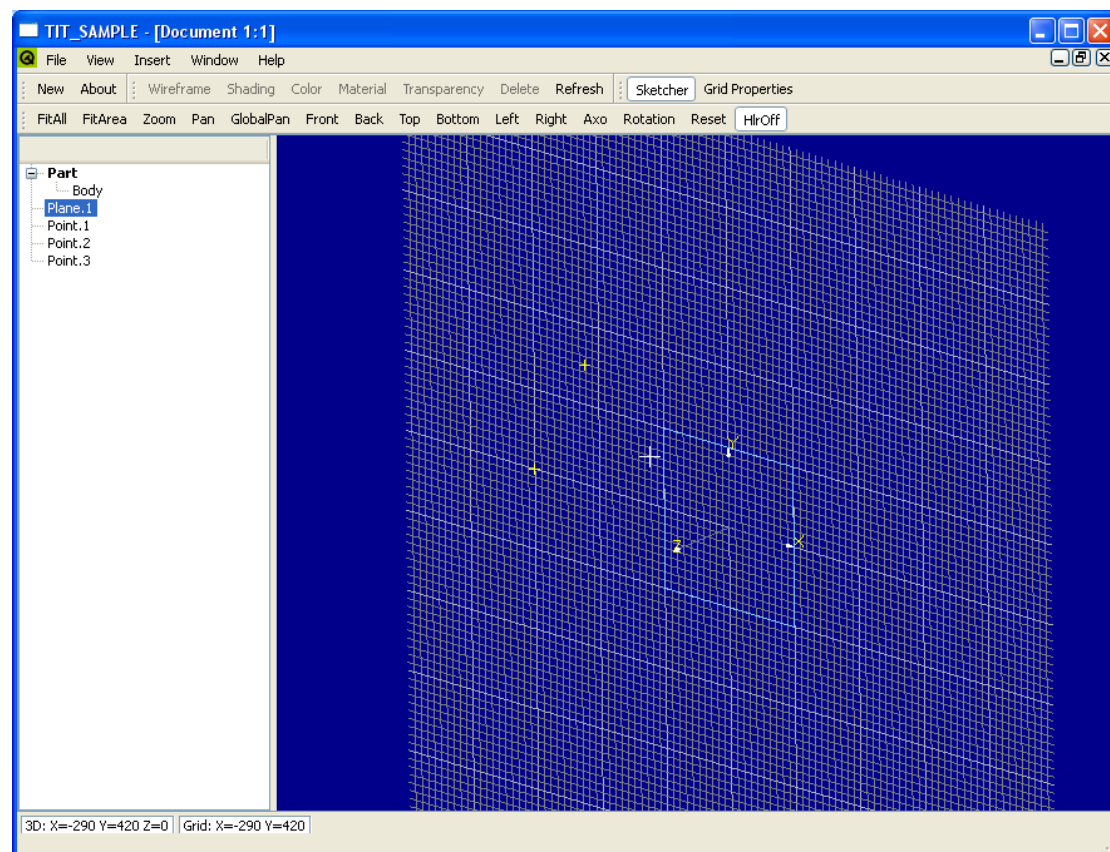 TIT_SAMPLE - [Document 1:1]
File View Insert Window Help
New About Wireframe Shading Color Material Transparency Delete Refresh Sketcher Grid Properties
FitAll FitArea Zoom Pan GlobalPan Front Back Top Bottom Left Right Axo Rotation Reset HlrOff
Part
Body
Plane.1
Point.1
Point.2
Point.3
Y
Z
X
3D: X=-290 Y=420 Z=0 Grid: X=-290 Y=420